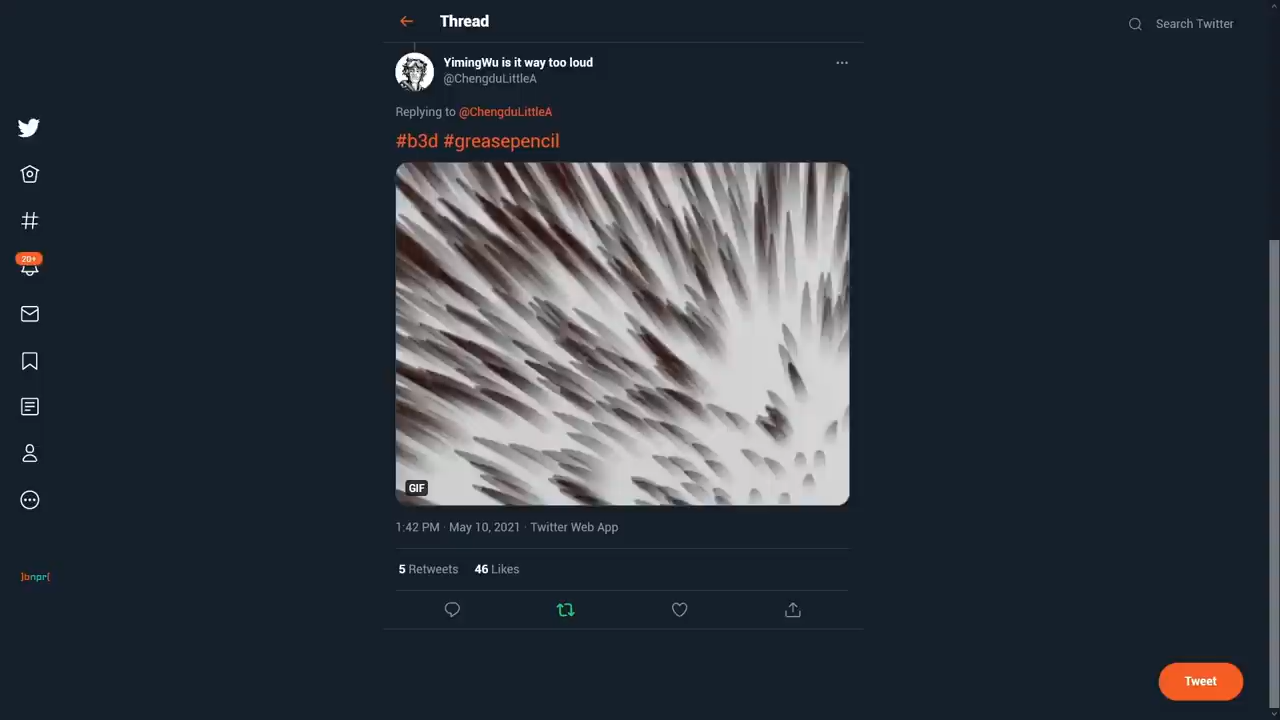 Thread
Search Twitter
YimingWu is it way too loud
@ChengduLittleA
Replying to @ChengduLittleA
#b3d #greasepencil
20+
GIF
1:42 PM · May 10, 2021 · Twitter Web App
5 Retweets 46 Likes
]bnpr[
Tweet